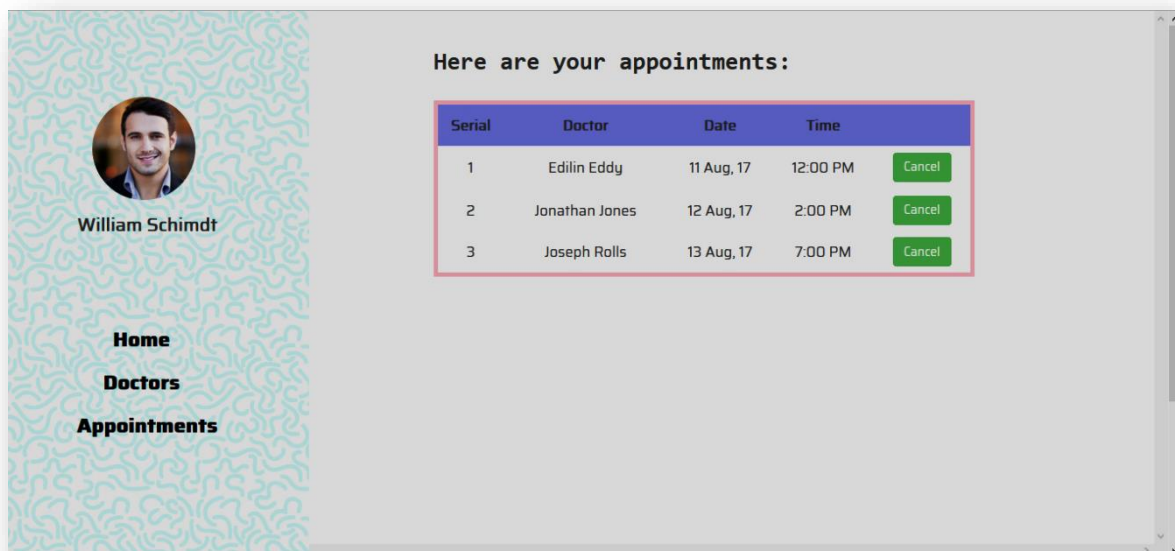 William Schimdt
Home
Doctors
Appointments
Here are your appointments:
Serial Doctor Date Time
1 Edilin Eddy 11 Aug, 17 12:00 PM Cancel
2 Jonathan Jones 12 Aug, 17 2:00 PM Cancel
3 Joseph Rolls 13 Aug, 17 7:00 PM Cancel